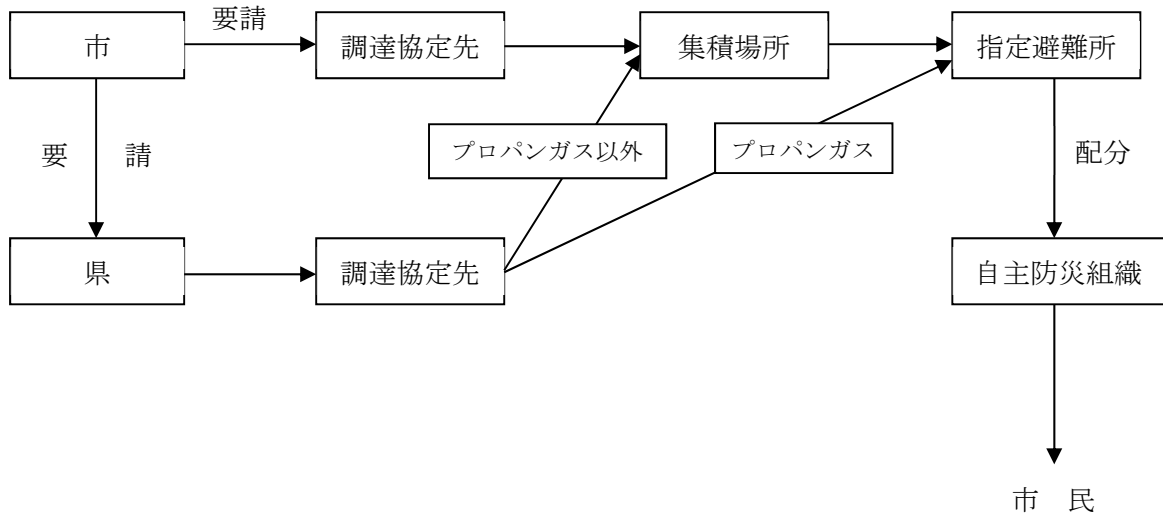 要請
市
調達協定先
集積場所
指定避難所
プロパンガス以外
プロパンガス
要 請
配分
県
調達協定先
自主防災組織
市 民